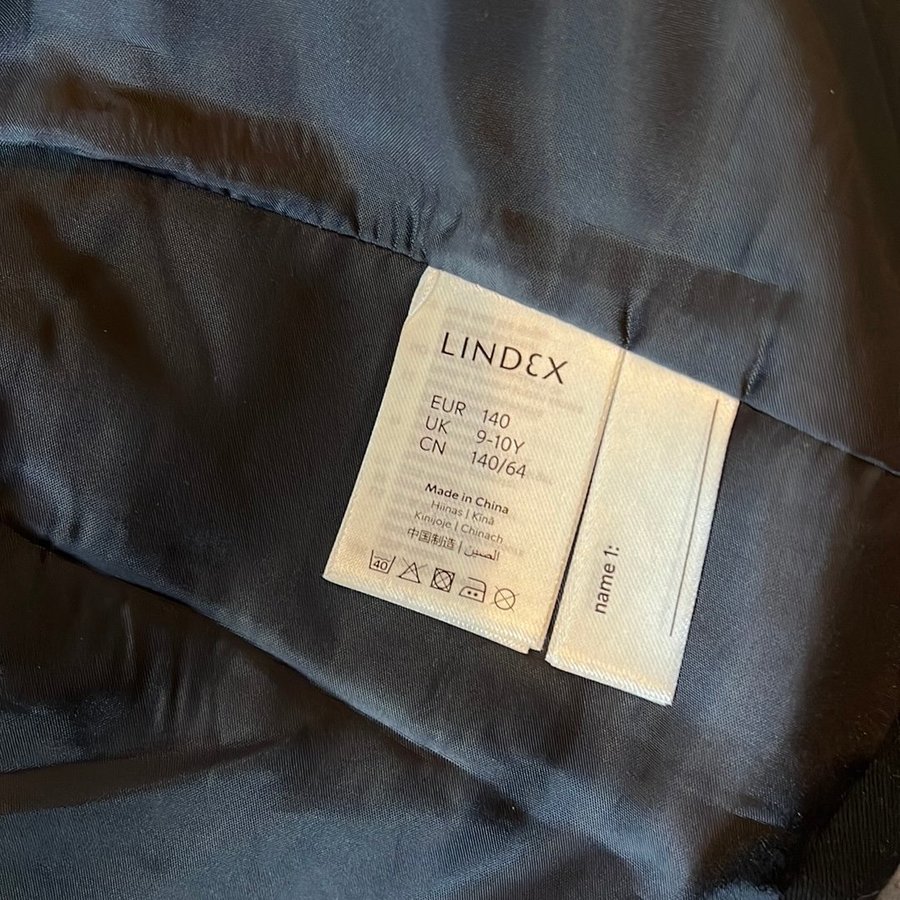 LINDEX
EUR 140
UK 9-10Y
CN 140/64
Made in China
Hiinas | Kīnā
Kinijoje | Chinach
中国制造 | الصين
40
name 1: